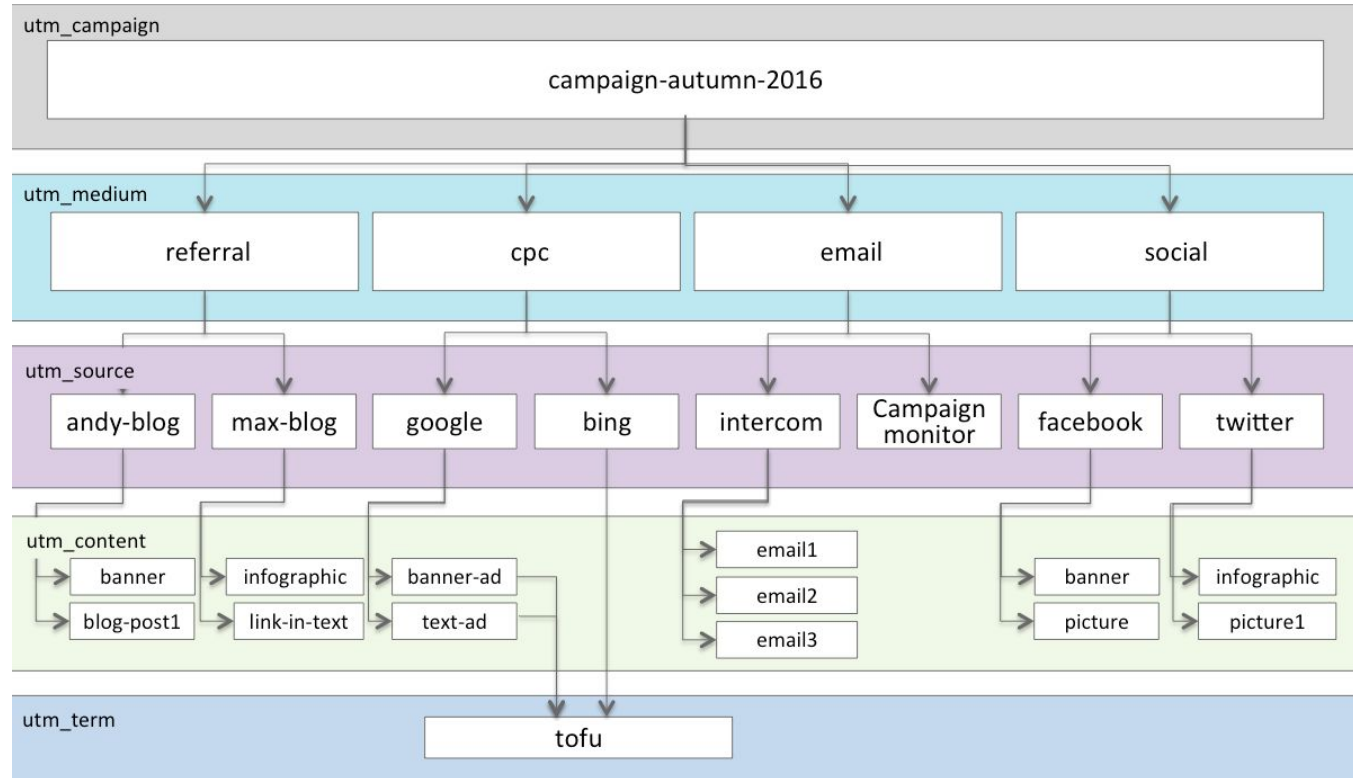 utm_campaign
campaign-autumn-2016
utm_medium
referral
cpc
email
social
utm_source
andy-blog
max-blog
google
bing
intercom
Campaign
monitor
facebook
twitter
utm_content
banner
infographic
banner-ad
email1
banner
infographic
blog-post1
link-in-text
text-ad
email2
picture
picture1
email3
utm_term
tofu